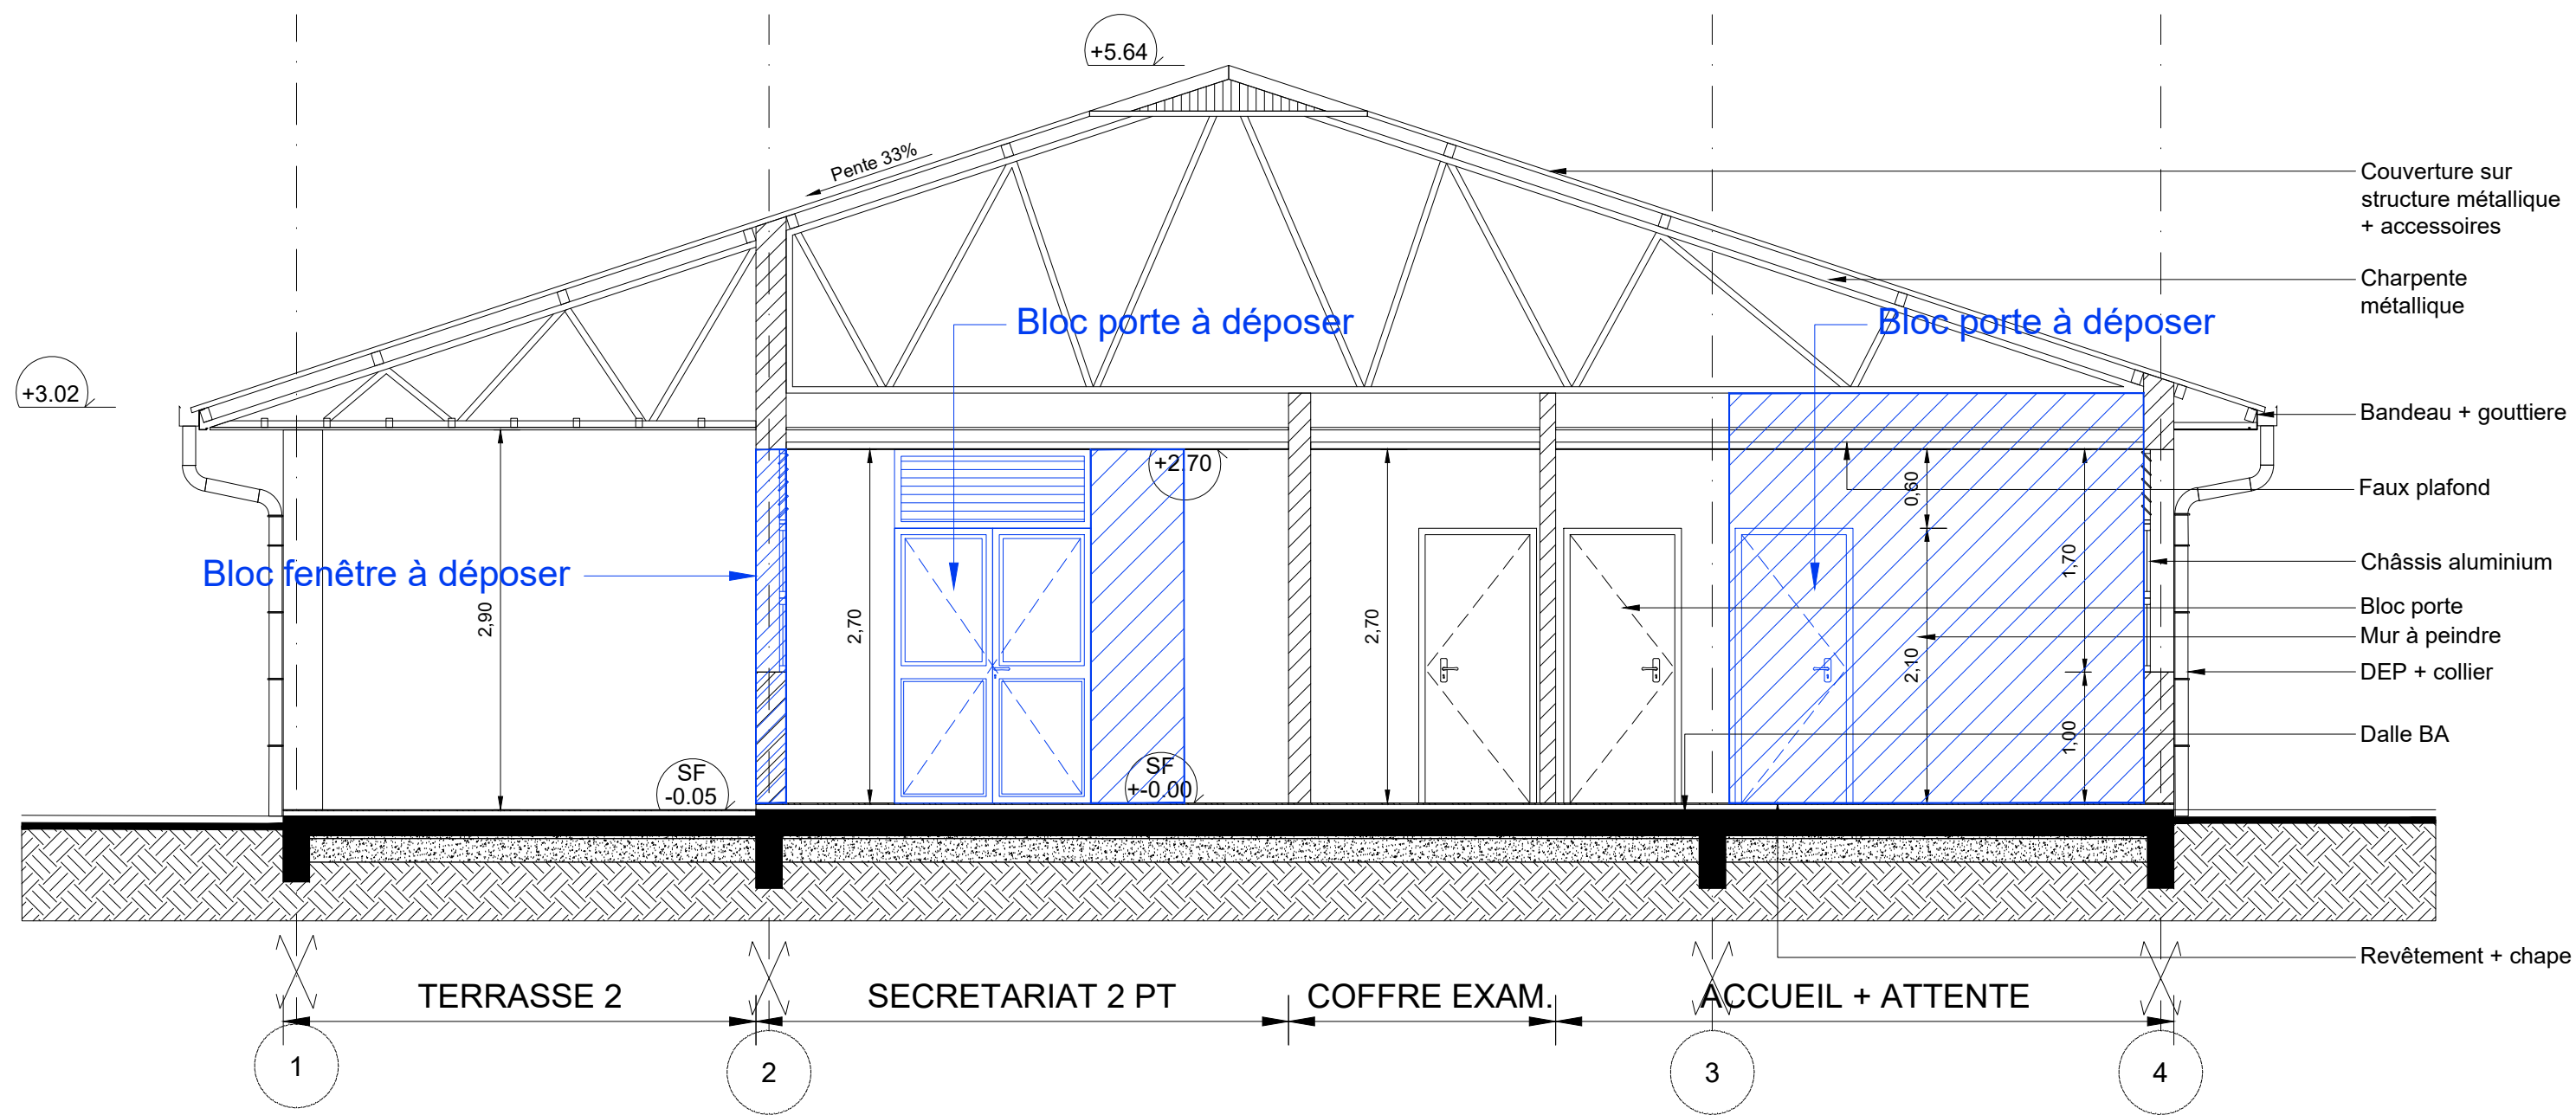 +5.64
Pente 33%
Couverture sur
structure métallique
+ accessoires
Charpente
métallique
Bloc porte à déposer
Bloc porte à déposer
+3.02
Bandeau + gouttiere
+2.70
0,60
Faux plafond
Bloc fenêtre à déposer
2,90
2,70
2,70
1,70
Châssis aluminium
Bloc porte
Mur à peindre
2,10
DEP + collier
1,00
Dalle BA
SF
-0.05
SF
+-0.00
Revêtement + chape
TERRASSE 2
SECRETARIAT 2 PT
COFFRE EXAM.
ACCUEIL + ATTENTE
1
2
3
4